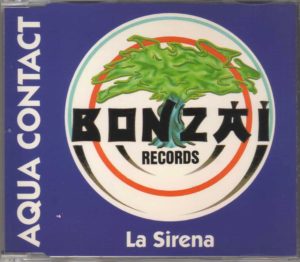 AQUA CONTACT
BONZAI
RECORDS
La Sirena